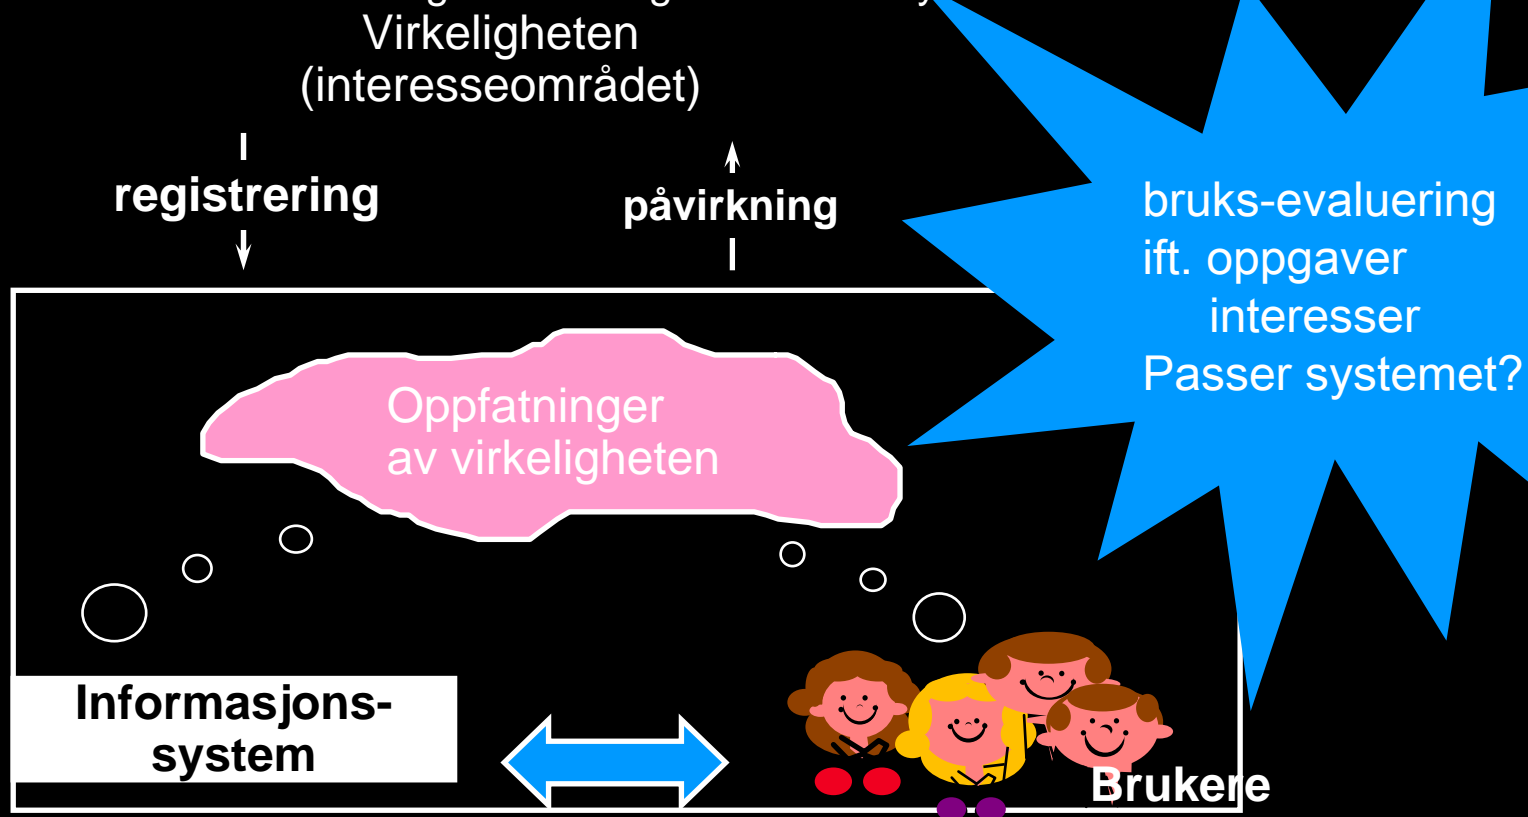 Virkeligheten
(interesseområdet)
registrering
påvirkning
bruks-evaluering
ift. oppgaver
interesser
Passer systemet?
Oppfatninger
av virkeligheten
Informasjons-
system
Brukere